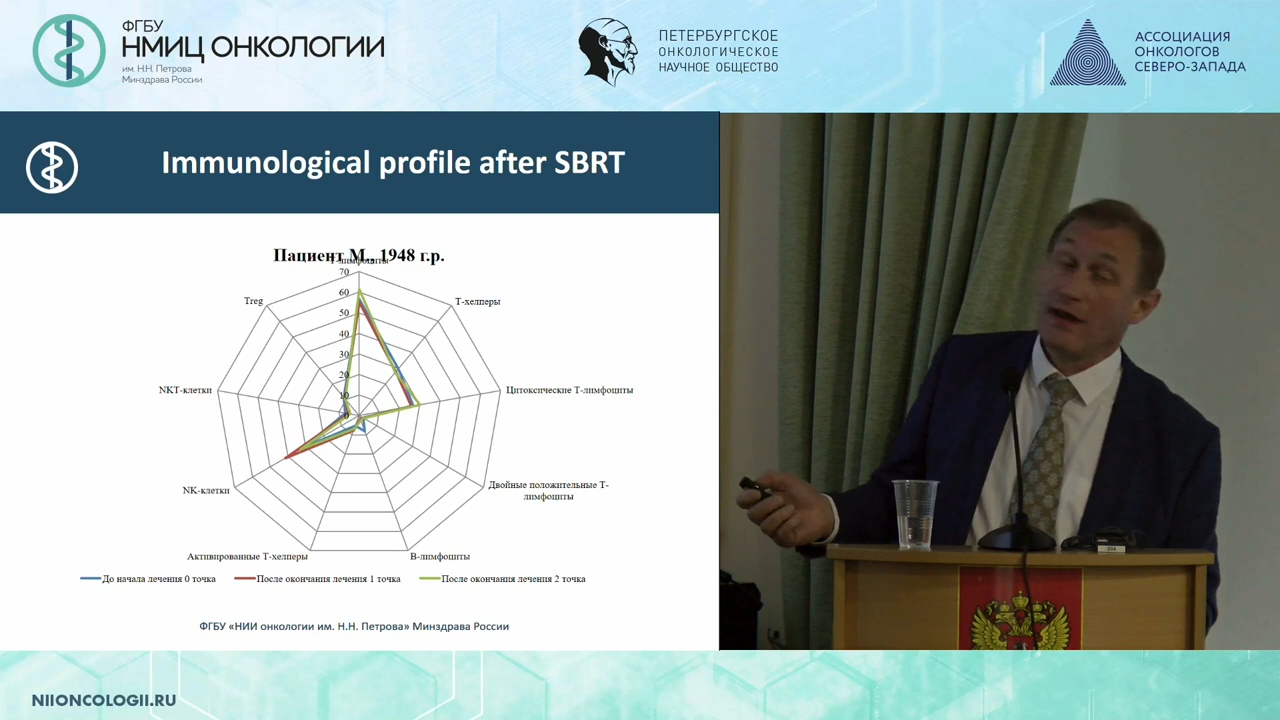 ФГБУ
НМИЦ ОНКОЛОГИИ
им. Н.Н. Петрова
Минздрава России
ПЕТЕРБУРГСКОЕ
ОНКОЛОГИЧЕСКОЕ
НАУЧНОЕ ОБЩЕСТВО
АССОЦИАЦИЯ
ОНКОЛОГОВ
СЕВЕРО-ЗАПАДА
Immunological profile after SBRT
Пациент М., 1948 г.р.
Т-лимфоциты
70
60
50
40
30
20
10
0
Т-хелперы
Цитоксические Т-лимфоциты
Двойные положительные Т-
лимфоциты
В-лимфоциты
Активированные Т-хелперы
NK-клетки
NKT-клетки
Treg
До начала лечения 0 точка
После окончания лечения 1 точка
После окончания лечения 2 точка
ФГБУ «НИИ онкологии им. Н.Н. Петрова» Минздрава России
204
NIIONCOLOGII.RU